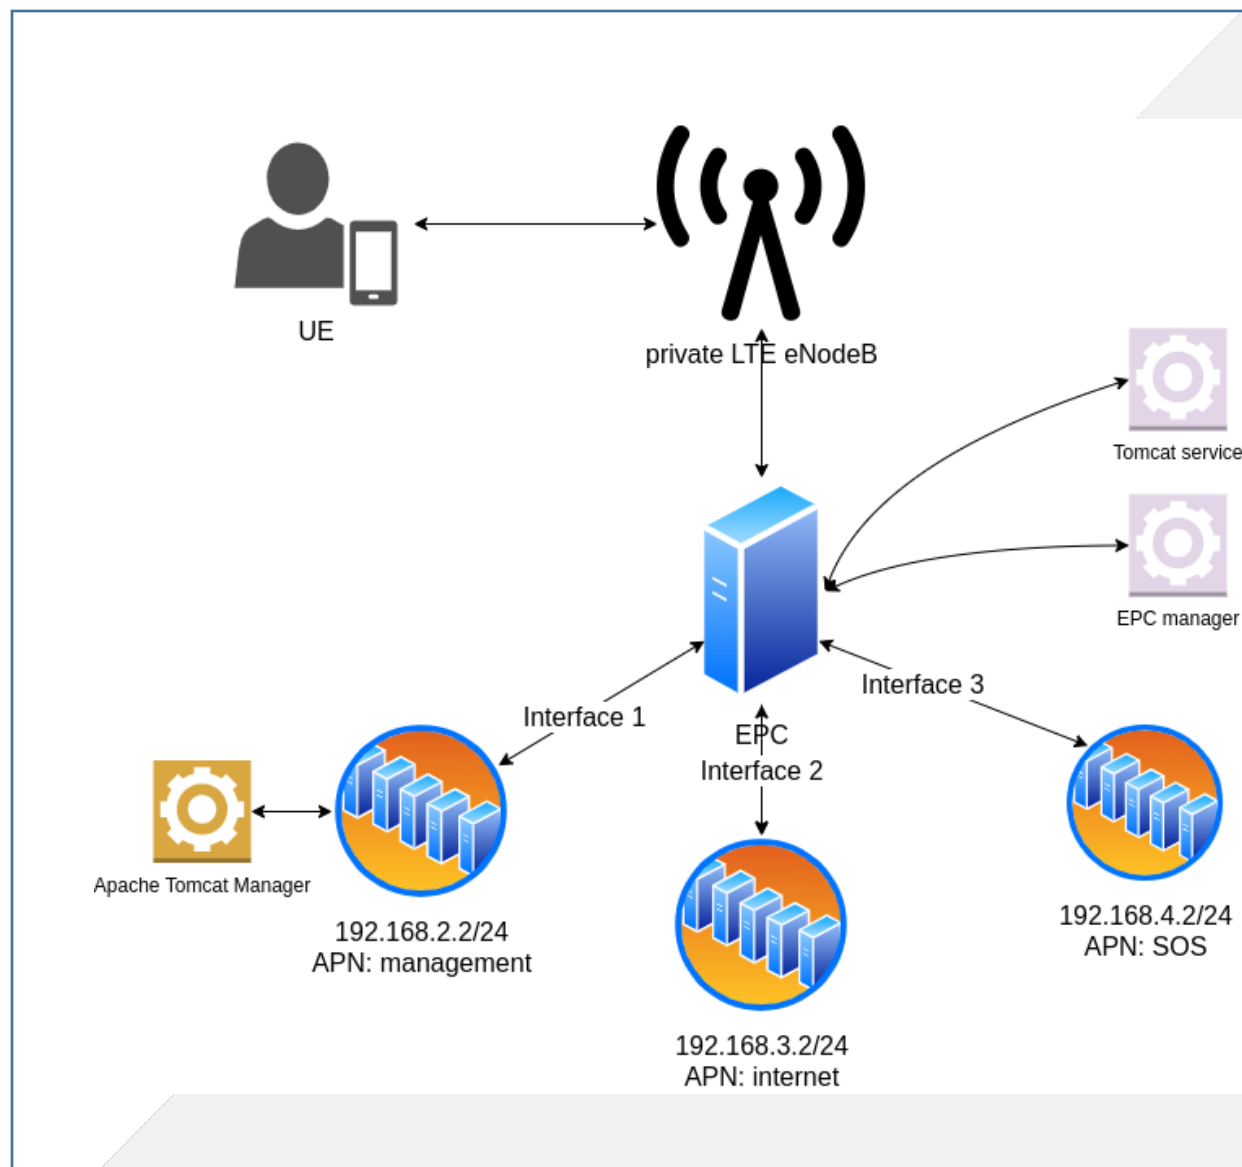 UE
private LTE eNodeB
Tomcat service
EPC manager
Interface 3
Interface 1
EPC
Interface 2
Apache Tomcat Manager
192.168.2.2/24
APN: management
192.168.4.2/24
APN: SOS
192.168.3.2/24
APN: internet